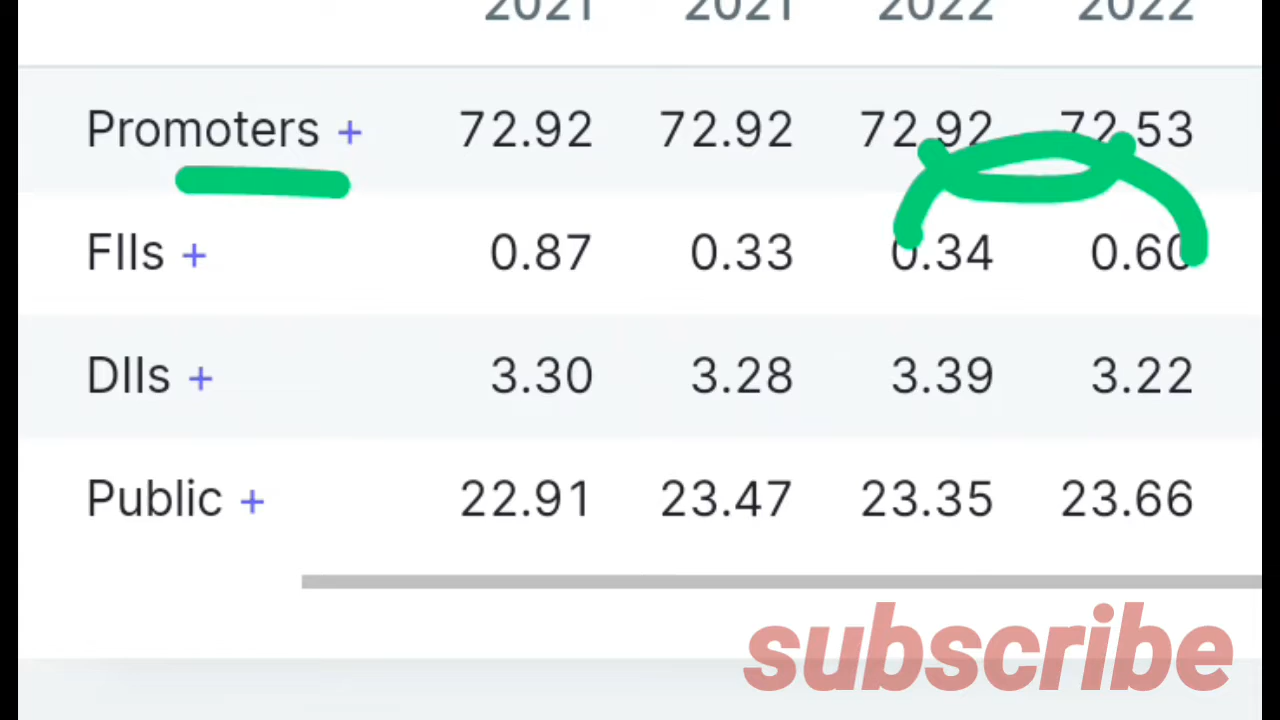 2021 2021 2022 2022
Promoters + 72.92 72.92 72.92 72.53
FIIs + 0.87 0.33 0.34 0.60
DIIs + 3.30 3.28 3.39 3.22
Public + 22.91 23.47 23.35 23.66
subscribe